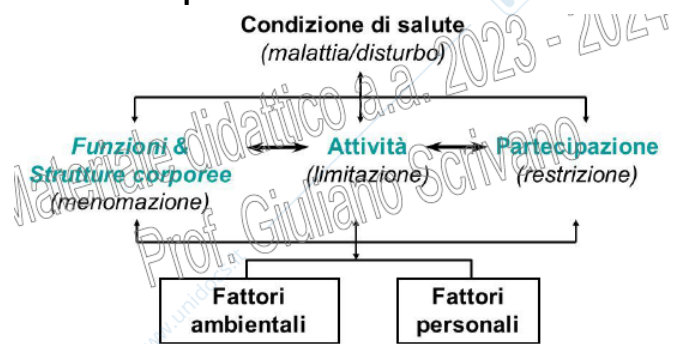 Condizione di salute
(malattia/disturbo)
Funzioni & Attività Partecipazione
Strutture corporee (limitazione) (restrizione)
(menomazione)
Materiale didattico a.a. 2023 - 2024
Prof. Giuliano Scrivano
Fattori Fattori
ambientali personali